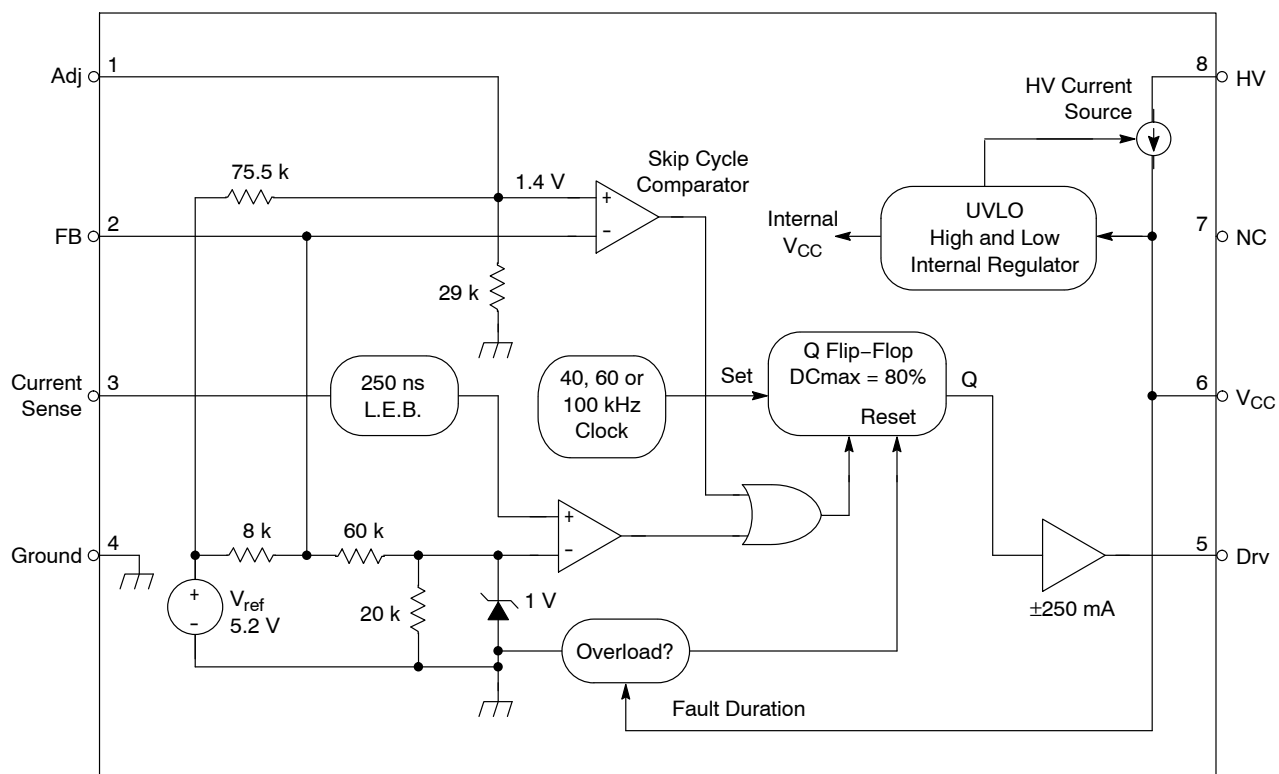 Adj
1
8
HV
HV Current
Source
75.5 k
1.4 V
Skip Cycle
Comparator
+
-
UVLO
High and Low
Internal Regulator
Internal
VCC
FB
2
7
NC
29 k
Current
Sense
3
250 ns
L.E.B.
40, 60 or
100 kHz
Clock
Set
Q Flip−Flop
DCmax = 80%
Reset
Q
6
VCC
+
-
8 k
60 k
Ground
4
5
Drv
+
-
Vref
5.2 V
20 k
1 V
±250 mA
Overload?
Fault Duration